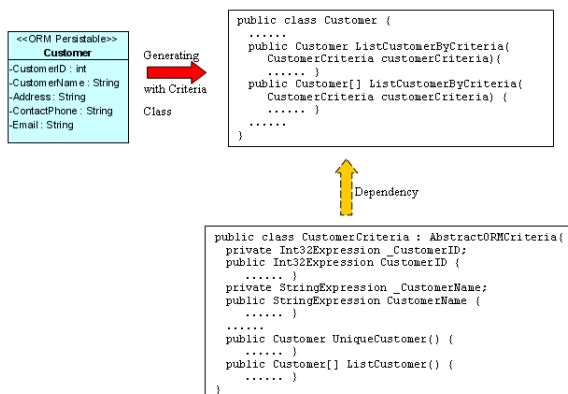 <<ORM Persistable>>
Customer
-CustomerID : int
-CustomerName : String
-Address : String
-ContactPhone : String
-Email : String
Generating
with Criteria
Class
public class Customer {
......
public Customer ListCustomerByCriteria(
CustomerCriteria customerCriteria){
...... }
public Customer[] ListCustomerByCriteria(
CustomerCriteria customerCriteria) {
...... }
......
}
Dependency
public class CustomerCriteria : AbstractORMCriteria{
private Int32Expression _CustomerID;
public Int32Expression CustomerID {
...... }
private StringExpression _CustomerName;
public StringExpression CustomerName {
...... }
......
public Customer UniqueCustomer() {
...... }
public Customer[] ListCustomer() {
...... }
}